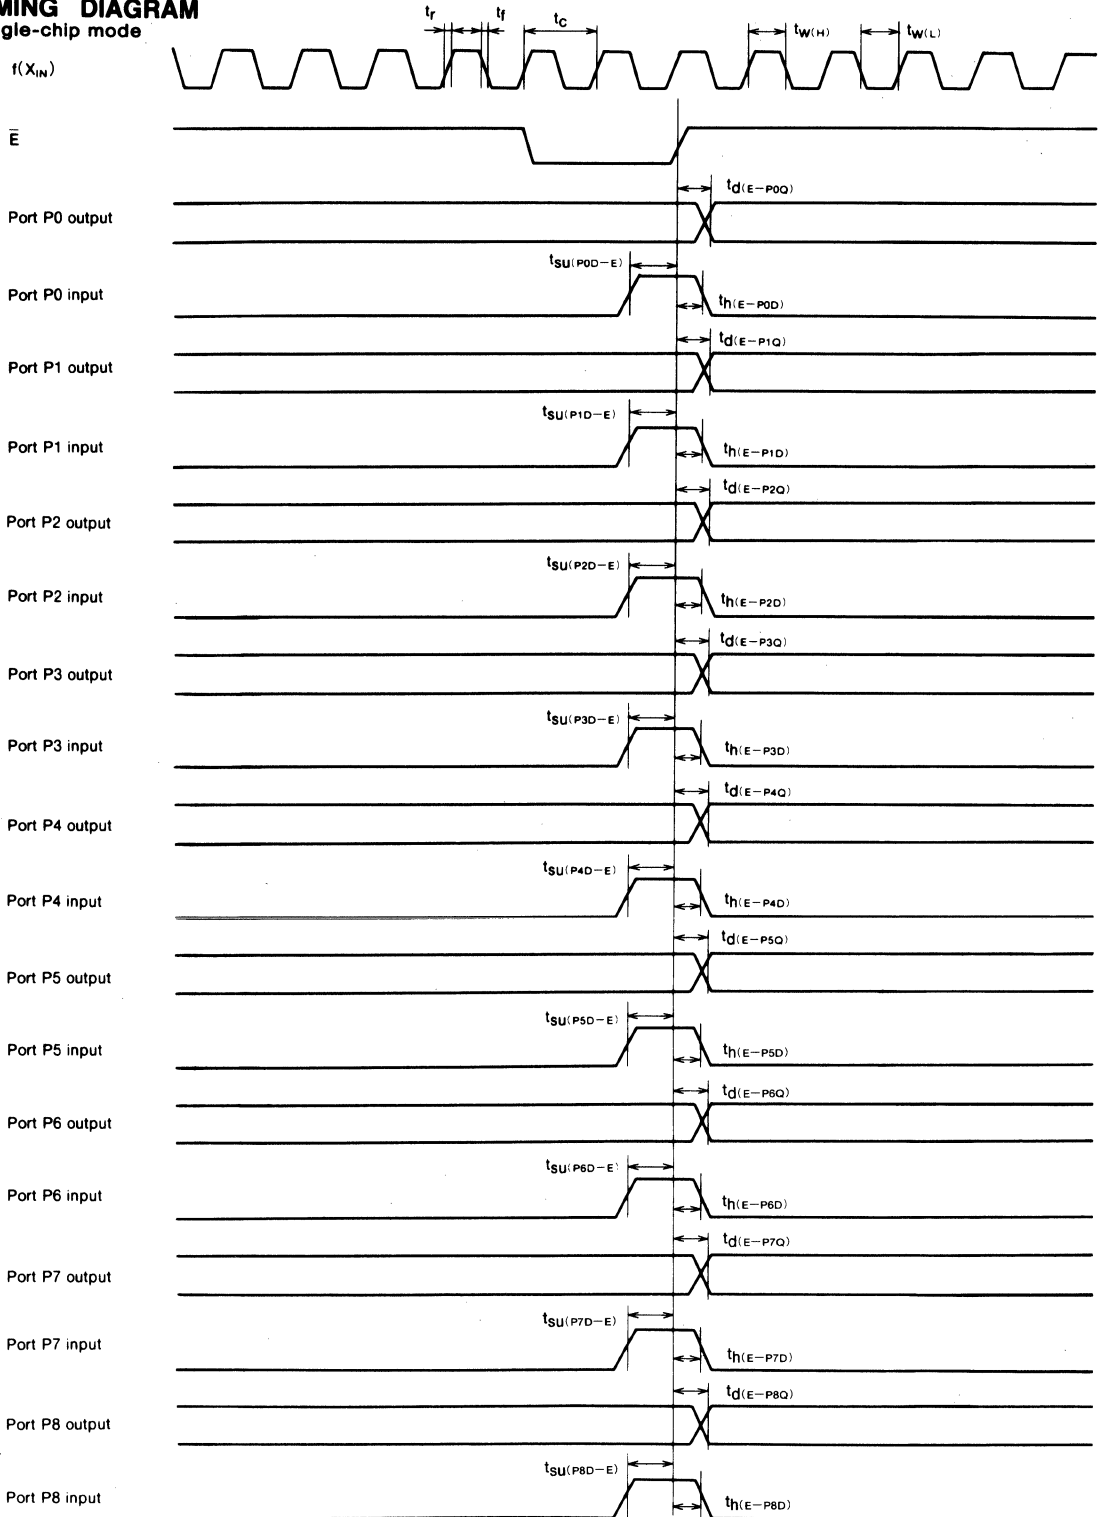 MING DIAGRAM
gle-chip mode
tr tf tc tW(H) tW(L)
f(XIN)
E̅
td(E−P0Q)
Port P0 output
tsu(P0D−E)
Port P0 input
th(E−P0D)
td(E−P1Q)
Port P1 output
tsu(P1D−E)
Port P1 input
th(E−P1D)
td(E−P2Q)
Port P2 output
tsu(P2D−E)
Port P2 input
th(E−P2D)
td(E−P3Q)
Port P3 output
tsu(P3D−E)
Port P3 input
th(E−P3D)
td(E−P4Q)
Port P4 output
tsu(P4D−E)
Port P4 input
th(E−P4D)
td(E−P5Q)
Port P5 output
tsu(P5D−E)
Port P5 input
th(E−P5D)
td(E−P6Q)
Port P6 output
tsu(P6D−E)
Port P6 input
th(E−P6D)
td(E−P7Q)
Port P7 output
tsu(P7D−E)
Port P7 input
th(E−P7D)
td(E−P8Q)
Port P8 output
tsu(P8D−E)
Port P8 input
th(E−P8D)